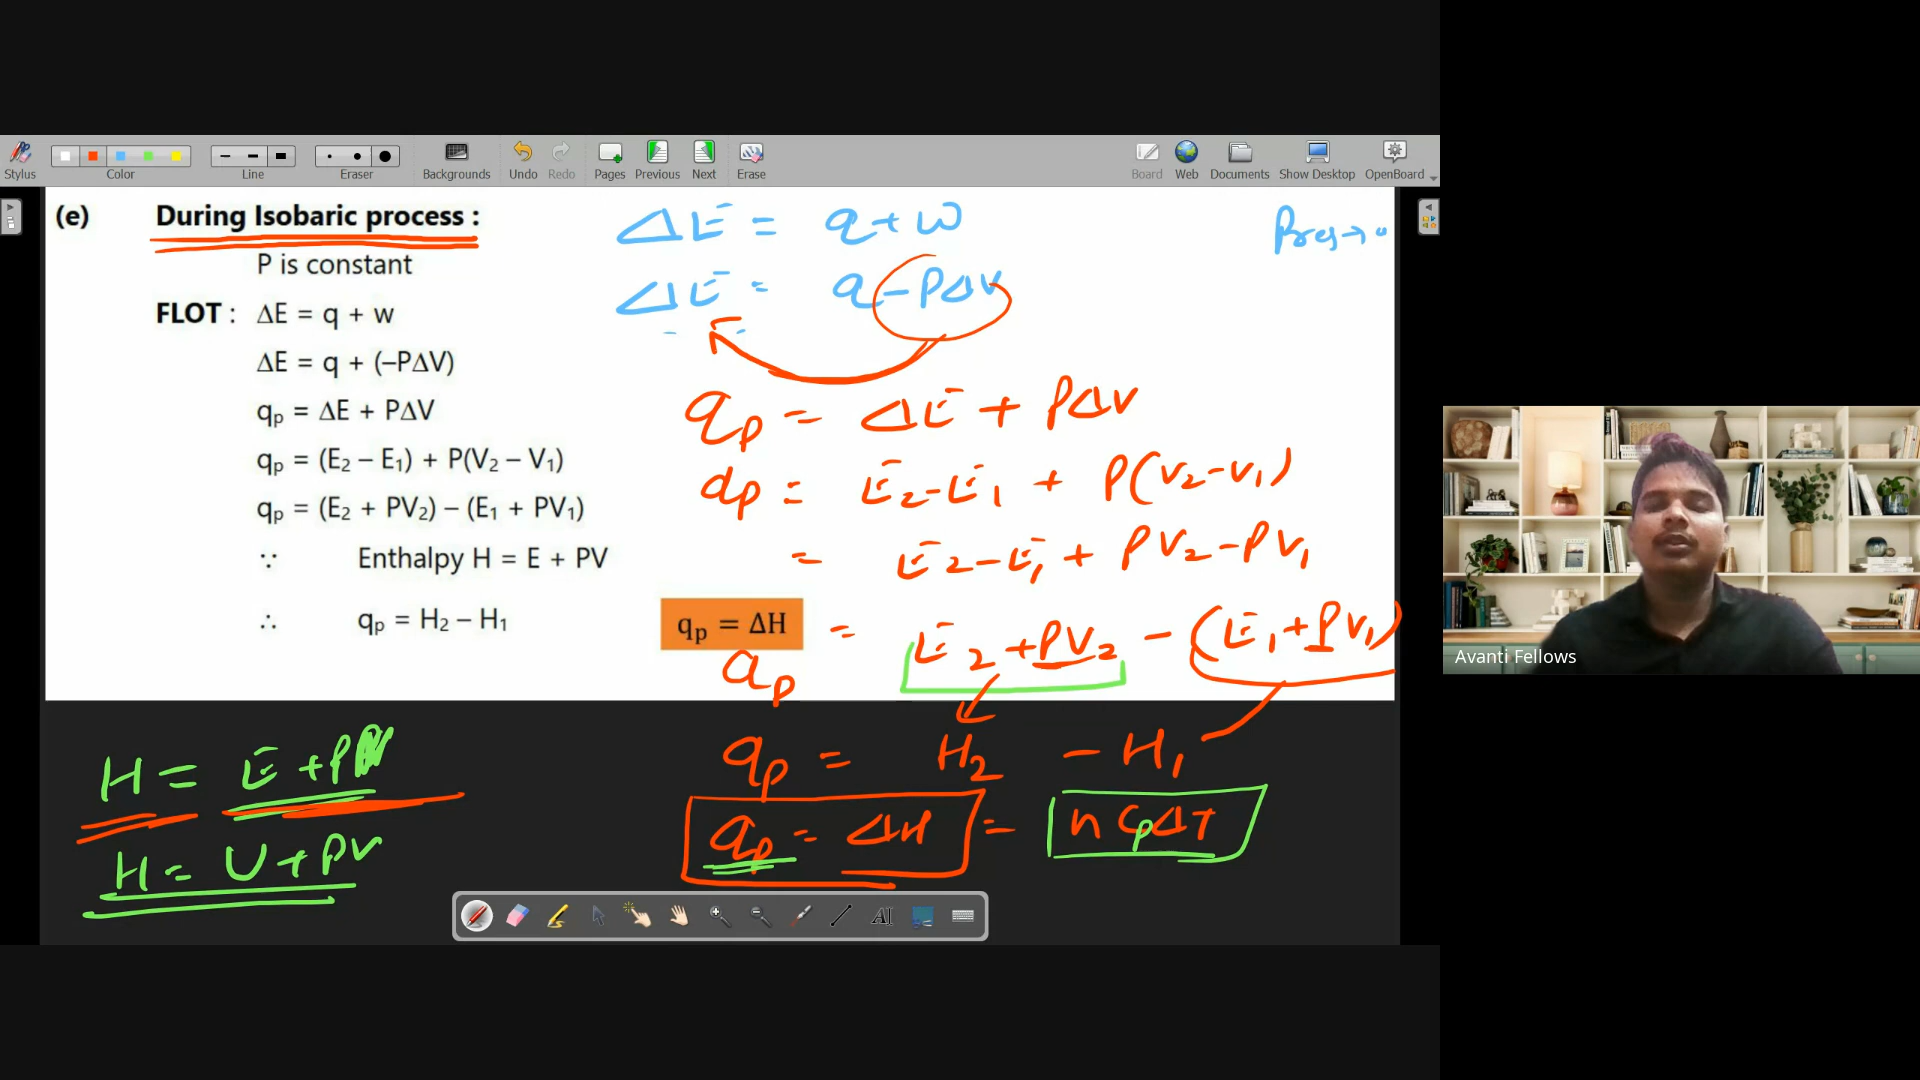 Stylus Color Line Eraser Backgrounds Undo Redo Pages Previous Next Erase Board Web Documents Show Desktop OpenBoard
(e) During Isobaric process :
P is constant
FLOT : ΔE = q + w
ΔE = q + (–PΔV)
qₚ = ΔE + PΔV
qₚ = (E₂ – E₁) + P(V₂ – V₁)
qₚ = (E₂ + PV₂) – (E₁ + PV₁)
∵ Enthalpy H = E + PV
∴ qₚ = H₂ – H₁
qₚ = ΔH
ΔE = q + w
ΔE = q - PΔV
qₚ = ΔE + PΔV
qₚ = E₂-E₁ + P(V₂-V₁)
= E₂-E₁ + PV₂-PV₁
= E₂+PV₂ - (E₁+PV₁)
qₚ
qₚ = H₂ - H₁
qₚ = ΔH = nCₚΔT
H = E+P
H = U+PV
Avanti Fellows
AI